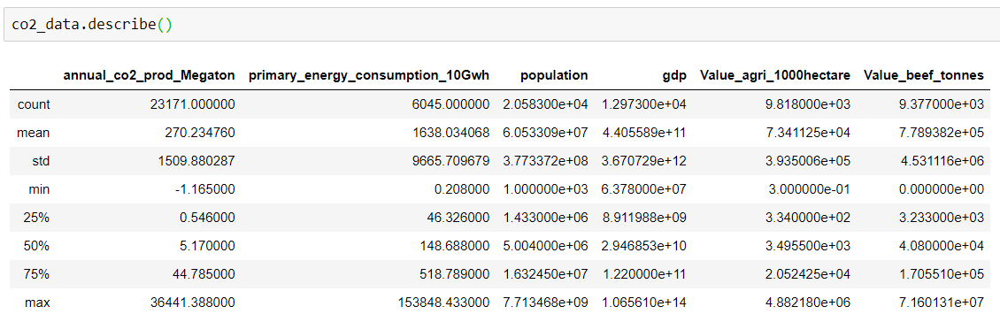 co2_data.describe()
annual_co2_prod_Megaton primary_energy_consumption_10Gwh population gdp Value_agri_1000hectare Value_beef_tonnes
count 23171.000000 6045.000000 2.058300e+04 1.297300e+04 9.818000e+03 9.377000e+03
mean 270.234760 1638.034068 6.053309e+07 4.405589e+11 7.341125e+04 7.789382e+05
std 1509.880287 9665.709679 3.773372e+08 3.670729e+12 3.935006e+05 4.531116e+06
min -1.165000 0.208000 1.000000e+03 6.378000e+07 3.000000e-01 0.000000e+00
25% 0.546000 46.326000 1.433000e+06 8.911988e+09 3.340000e+02 3.233000e+03
50% 5.170000 148.688000 5.004000e+06 2.946853e+10 3.495500e+03 4.080000e+04
75% 44.785000 518.789000 1.632450e+07 1.220000e+11 2.052425e+04 1.705510e+05
max 36441.388000 153848.433000 7.713468e+09 1.065610e+14 4.882180e+06 7.160131e+07